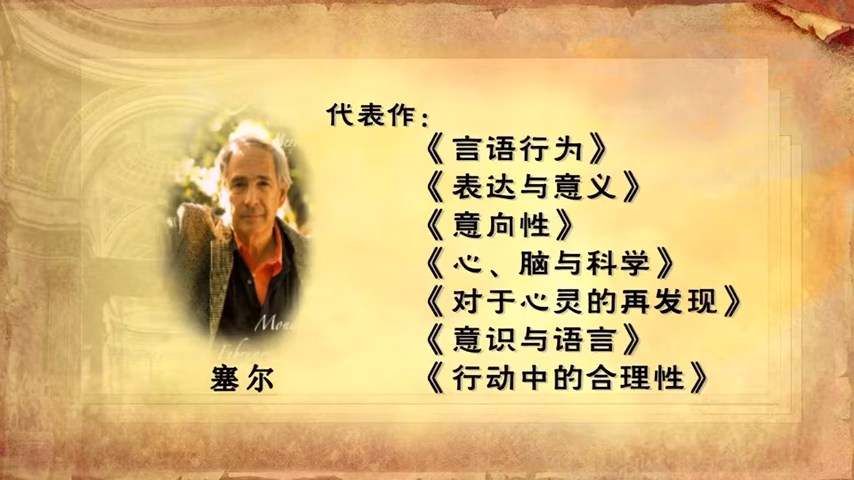 代表作：
《言语行为》
《表达与意义》
《意向性》
《心、脑与科学》
《对于心灵的再发现》
《意识与语言》
《行动中的合理性》
塞尔